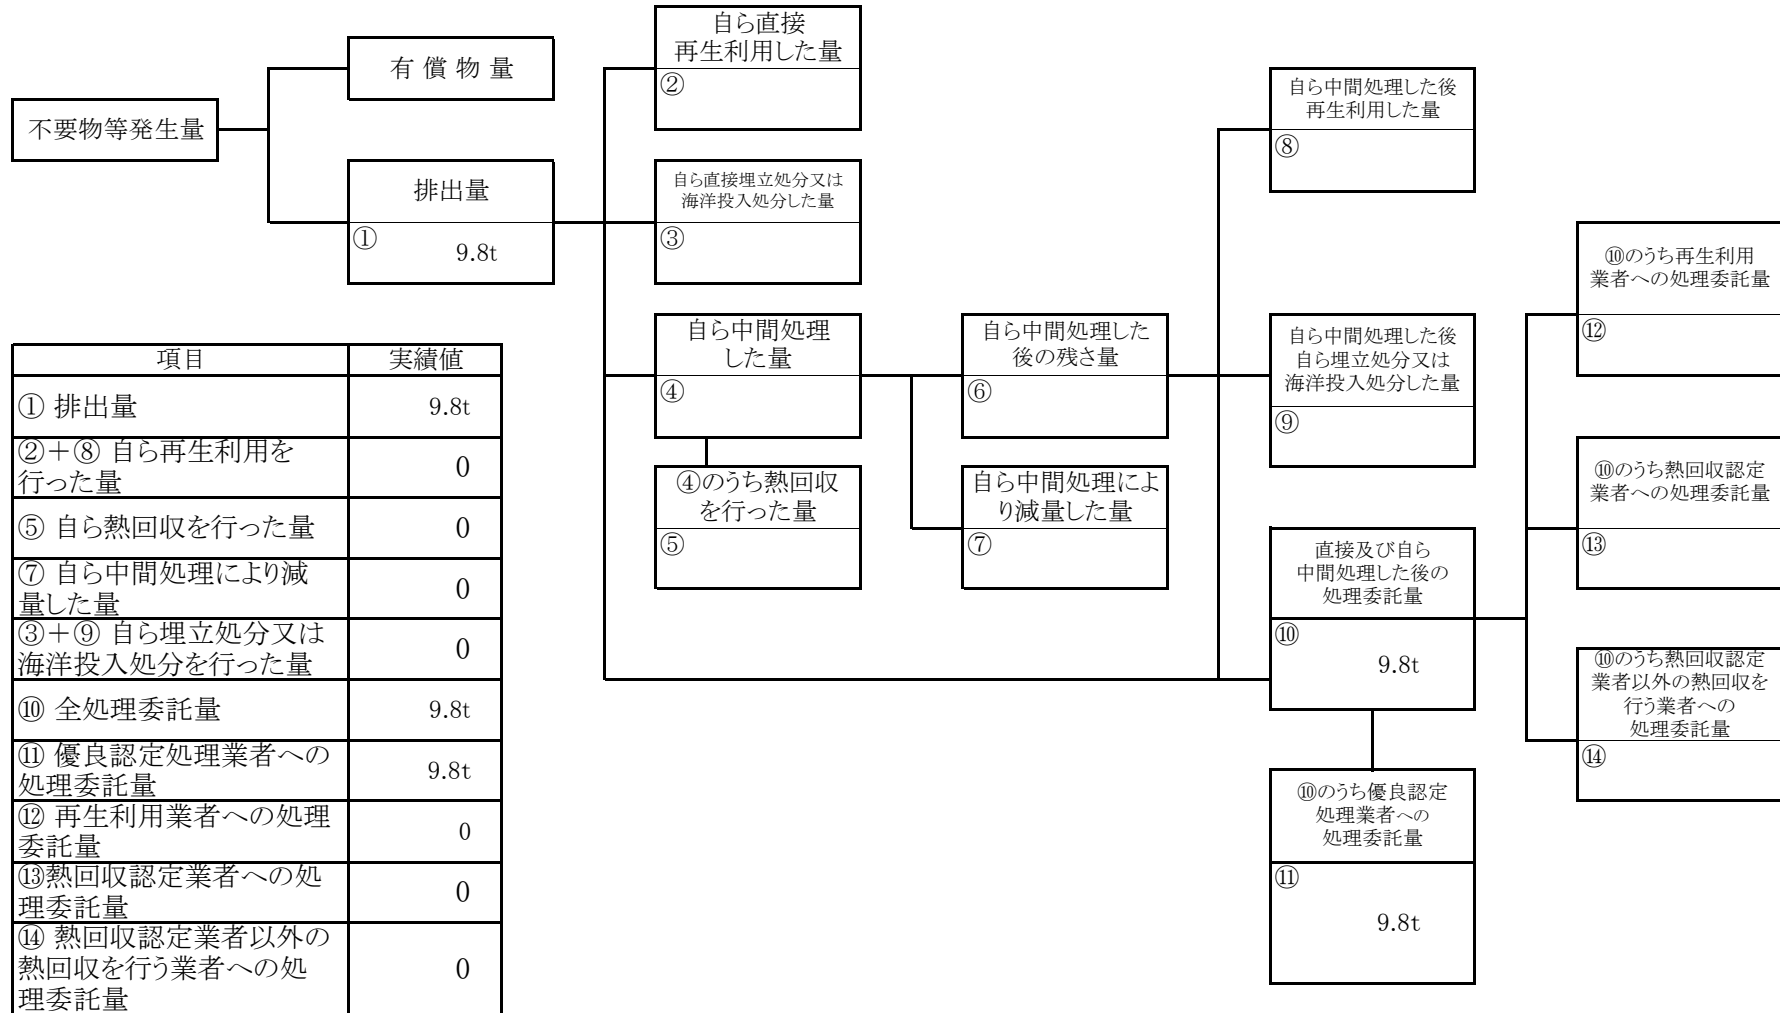 自ら直接
再生利用した量
②
有 償 物 量
不要物等発生量
排出量
①
9.8t
自ら直接埋立処分又は
海洋投入処分した量
③
自ら中間処理した後
再生利用した量
⑧
自ら中間処理
した量
④
自ら中間処理した
後の残さ量
⑥
自ら中間処理した後
自ら埋立処分又は
海洋投入処分した量
⑨
④のうち熱回収
を行った量
⑤
自ら中間処理によ
り減量した量
⑦
直接及び自ら
中間処理した後の
処理委託量
⑩
9.8t
⑩のうち優良認定
処理業者への
処理委託量
⑪
9.8t
⑩のうち再生利用
業者への処理委託量
⑫
⑩のうち熱回収認定
業者への処理委託量
⑬
⑩のうち熱回収認定
業者以外の熱回収を
行う業者への
処理委託量
⑭
項目 実績値
① 排出量 9.8t
②＋⑧ 自ら再生利用を
行った量 0
⑤ 自ら熱回収を行った量 0
⑦ 自ら中間処理により減
量した量 0
③＋⑨ 自ら埋立処分又は
海洋投入処分を行った量 0
⑩ 全処理委託量 9.8t
⑪ 優良認定処理業者への
処理委託量 9.8t
⑫ 再生利用業者への処理
委託量 0
⑬熱回収認定業者への処
理委託量 0
⑭ 熱回収認定業者以外の
熱回収を行う業者への処 0
理委託量